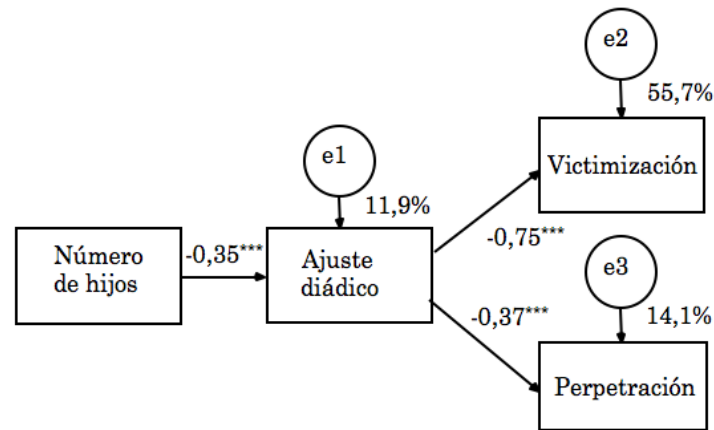 e2
55,7%
Victimización
e1
11,9%
Número
de hijos
-0,35***
Ajuste
diádico
-0,75***
-0,37***
e3
14,1%
Perpetración